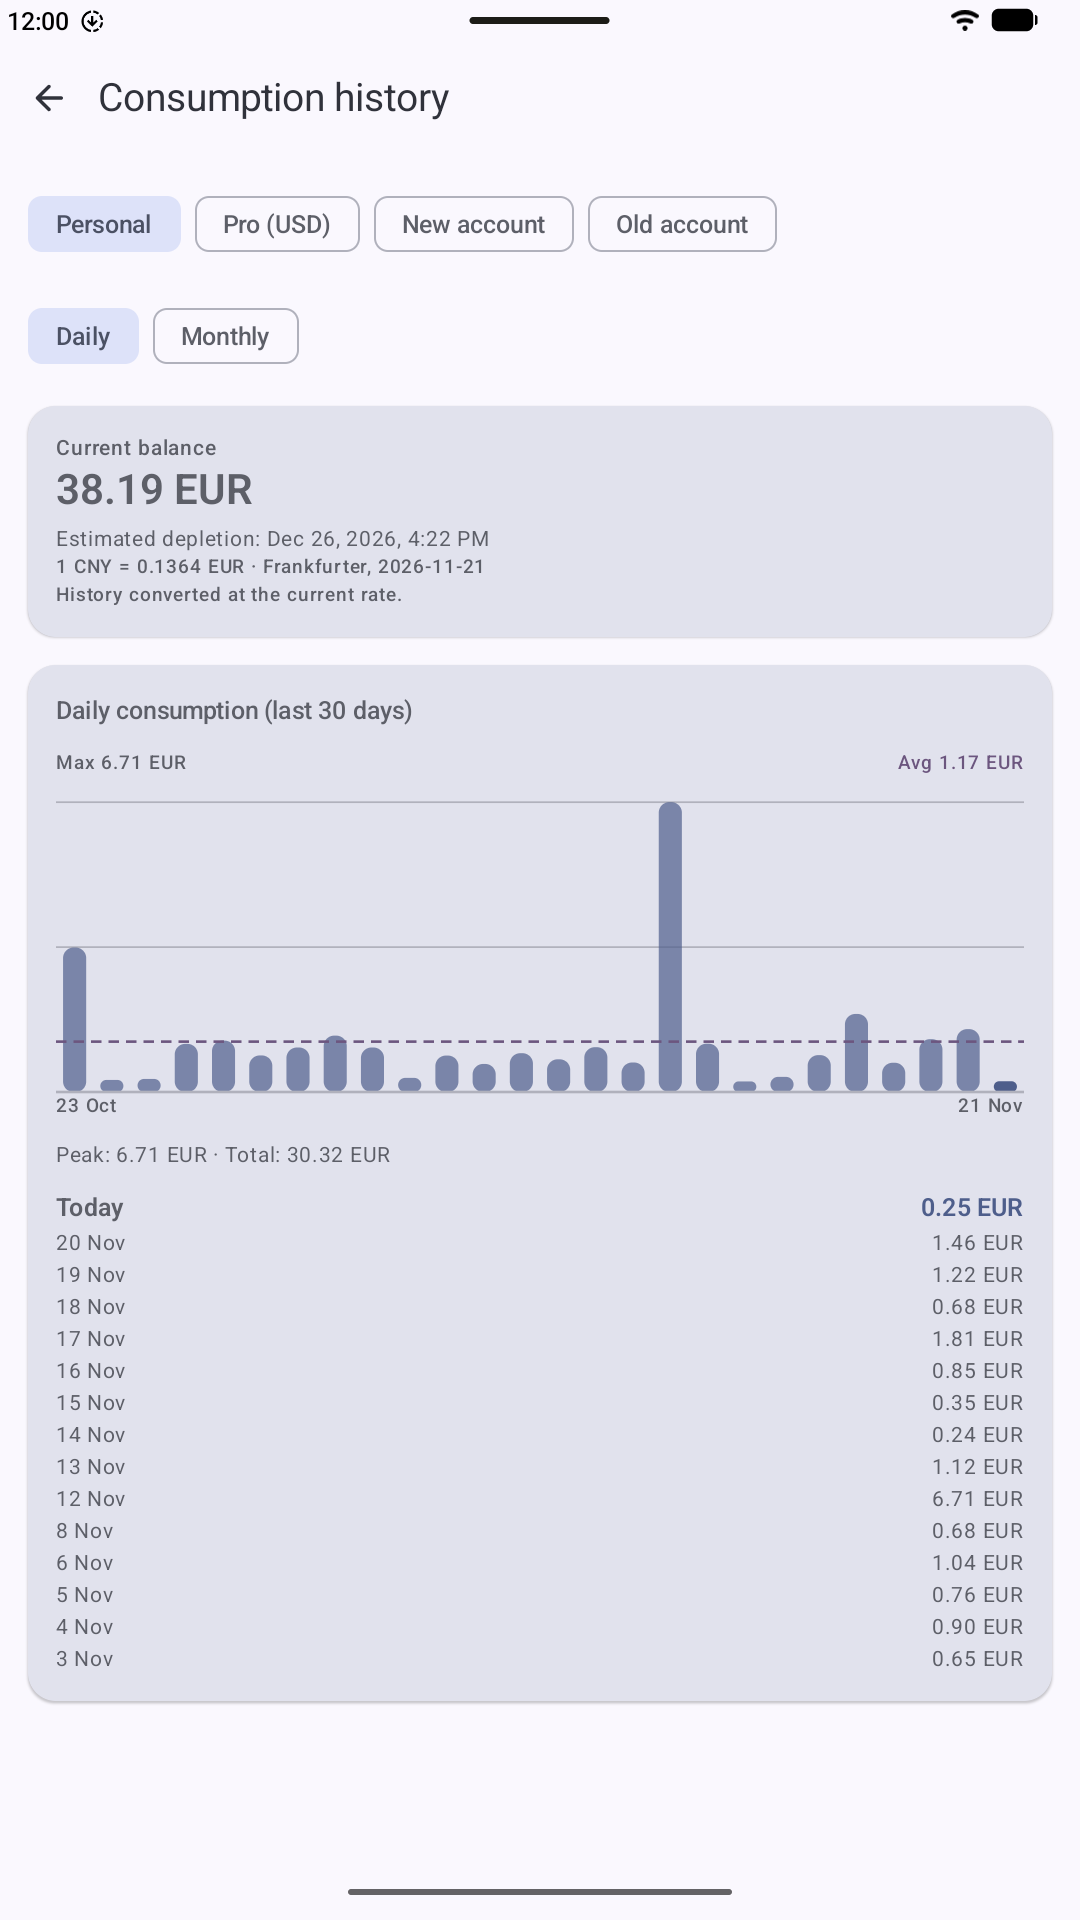 12:00
Consumption history
Personal
Pro (USD)
New account
Old account
Daily
Monthly
Current balance
38.19 EUR
Estimated depletion: Dec 26, 2026, 4:22 PM
1 CNY = 0.1364 EUR · Frankfurter, 2026-11-21
History converted at the current rate.
Daily consumption (last 30 days)
Max 6.71 EUR
Avg 1.17 EUR
23 Oct
21 Nov
Peak: 6.71 EUR · Total: 30.32 EUR
Today 0.25 EUR
20 Nov 1.46 EUR
19 Nov 1.22 EUR
18 Nov 0.68 EUR
17 Nov 1.81 EUR
16 Nov 0.85 EUR
15 Nov 0.35 EUR
14 Nov 0.24 EUR
13 Nov 1.12 EUR
12 Nov 6.71 EUR
8 Nov 0.68 EUR
6 Nov 1.04 EUR
5 Nov 0.76 EUR
4 Nov 0.90 EUR
3 Nov 0.65 EUR